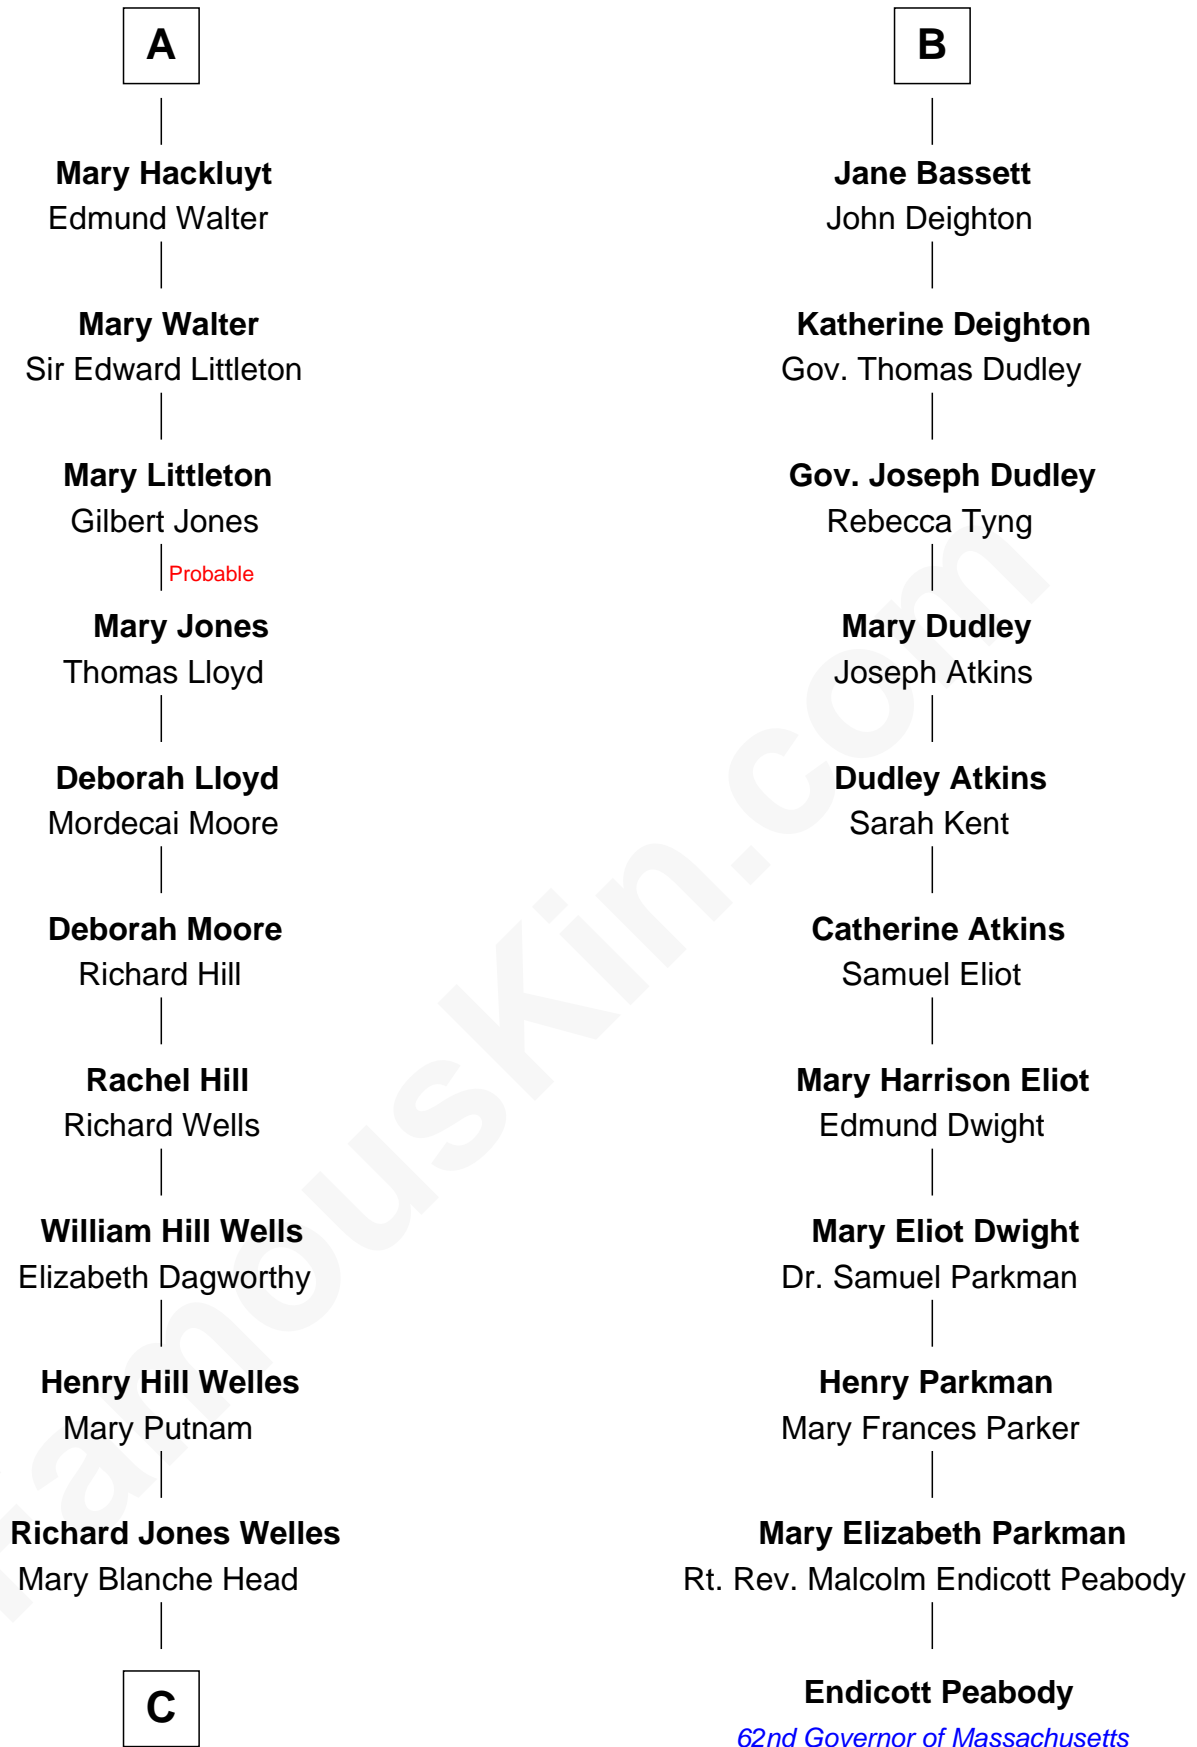 A
Mary Hackluyt
Edmund Walter
Mary Walter
Sir Edward Littleton
Mary Littleton
Gilbert Jones
Probable
Mary Jones
Thomas Lloyd
Deborah Lloyd
Mordecai Moore
Deborah Moore
Richard Hill
Rachel Hill
Richard Wells
William Hill Wells
Elizabeth Dagworthy
Henry Hill Welles
Mary Putnam
Richard Jones Welles
Mary Blanche Head
C
B
Jane Bassett
John Deighton
Katherine Deighton
Gov. Thomas Dudley
Gov. Joseph Dudley
Rebecca Tyng
Mary Dudley
Joseph Atkins
Dudley Atkins
Sarah Kent
Catherine Atkins
Samuel Eliot
Mary Harrison Eliot
Edmund Dwight
Mary Eliot Dwight
Dr. Samuel Parkman
Henry Parkman
Mary Frances Parker
Mary Elizabeth Parkman
Rt. Rev. Malcolm Endicott Peabody
Endicott Peabody
62nd Governor of Massachusetts
FamousKin.com